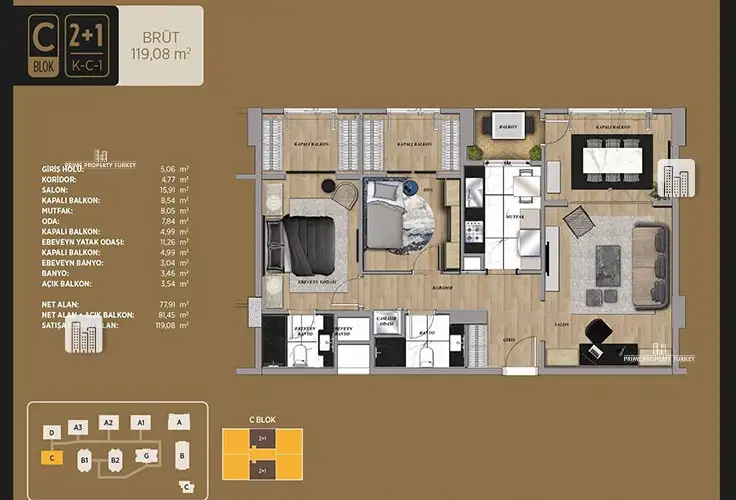 C
BLOK
2+1
K-C-1
BRÜT
119,08 m²
PRIME PROPERTY TURKEY
GİRİŞ HOLÜ: 5,06 m²
KORİDOR: 4,77 m²
SALON: 15,91 m²
KAPALI BALKON: 8,54 m²
MUTFAK: 8,05 m²
ODA: 7,84 m²
KAPALI BALKON: 4,99 m²
EBEVEYN YATAK ODASI: 11,26 m²
KAPALI BALKON: 4,99 m²
EBEVEYN BANYO: 3,04 m²
BANYO: 3,46 m²
AÇIK BALKON: 3,54 m²
NET ALAN: 77,91 m²
NET ALAN + AÇIK BALKON: 81,45 m²
SATIŞA ALAN: 119,08 m²
KAPALI BALKON
KAPALI BALKON
BALKON
KAPALI BALKON
ODA
MUTFAK
EBEVEYN YODASI
KORİDOR
EBEVEYN BANYO
EBEVEYN BANYO
ÇAMAŞIR ODASI
BANYO
GİRİŞ
SALON
PRIME PROPERTY TURKEY
D
A3
A2
A1
A
C
B1
B2
G
B
C
C BLOK
2+1
2+1